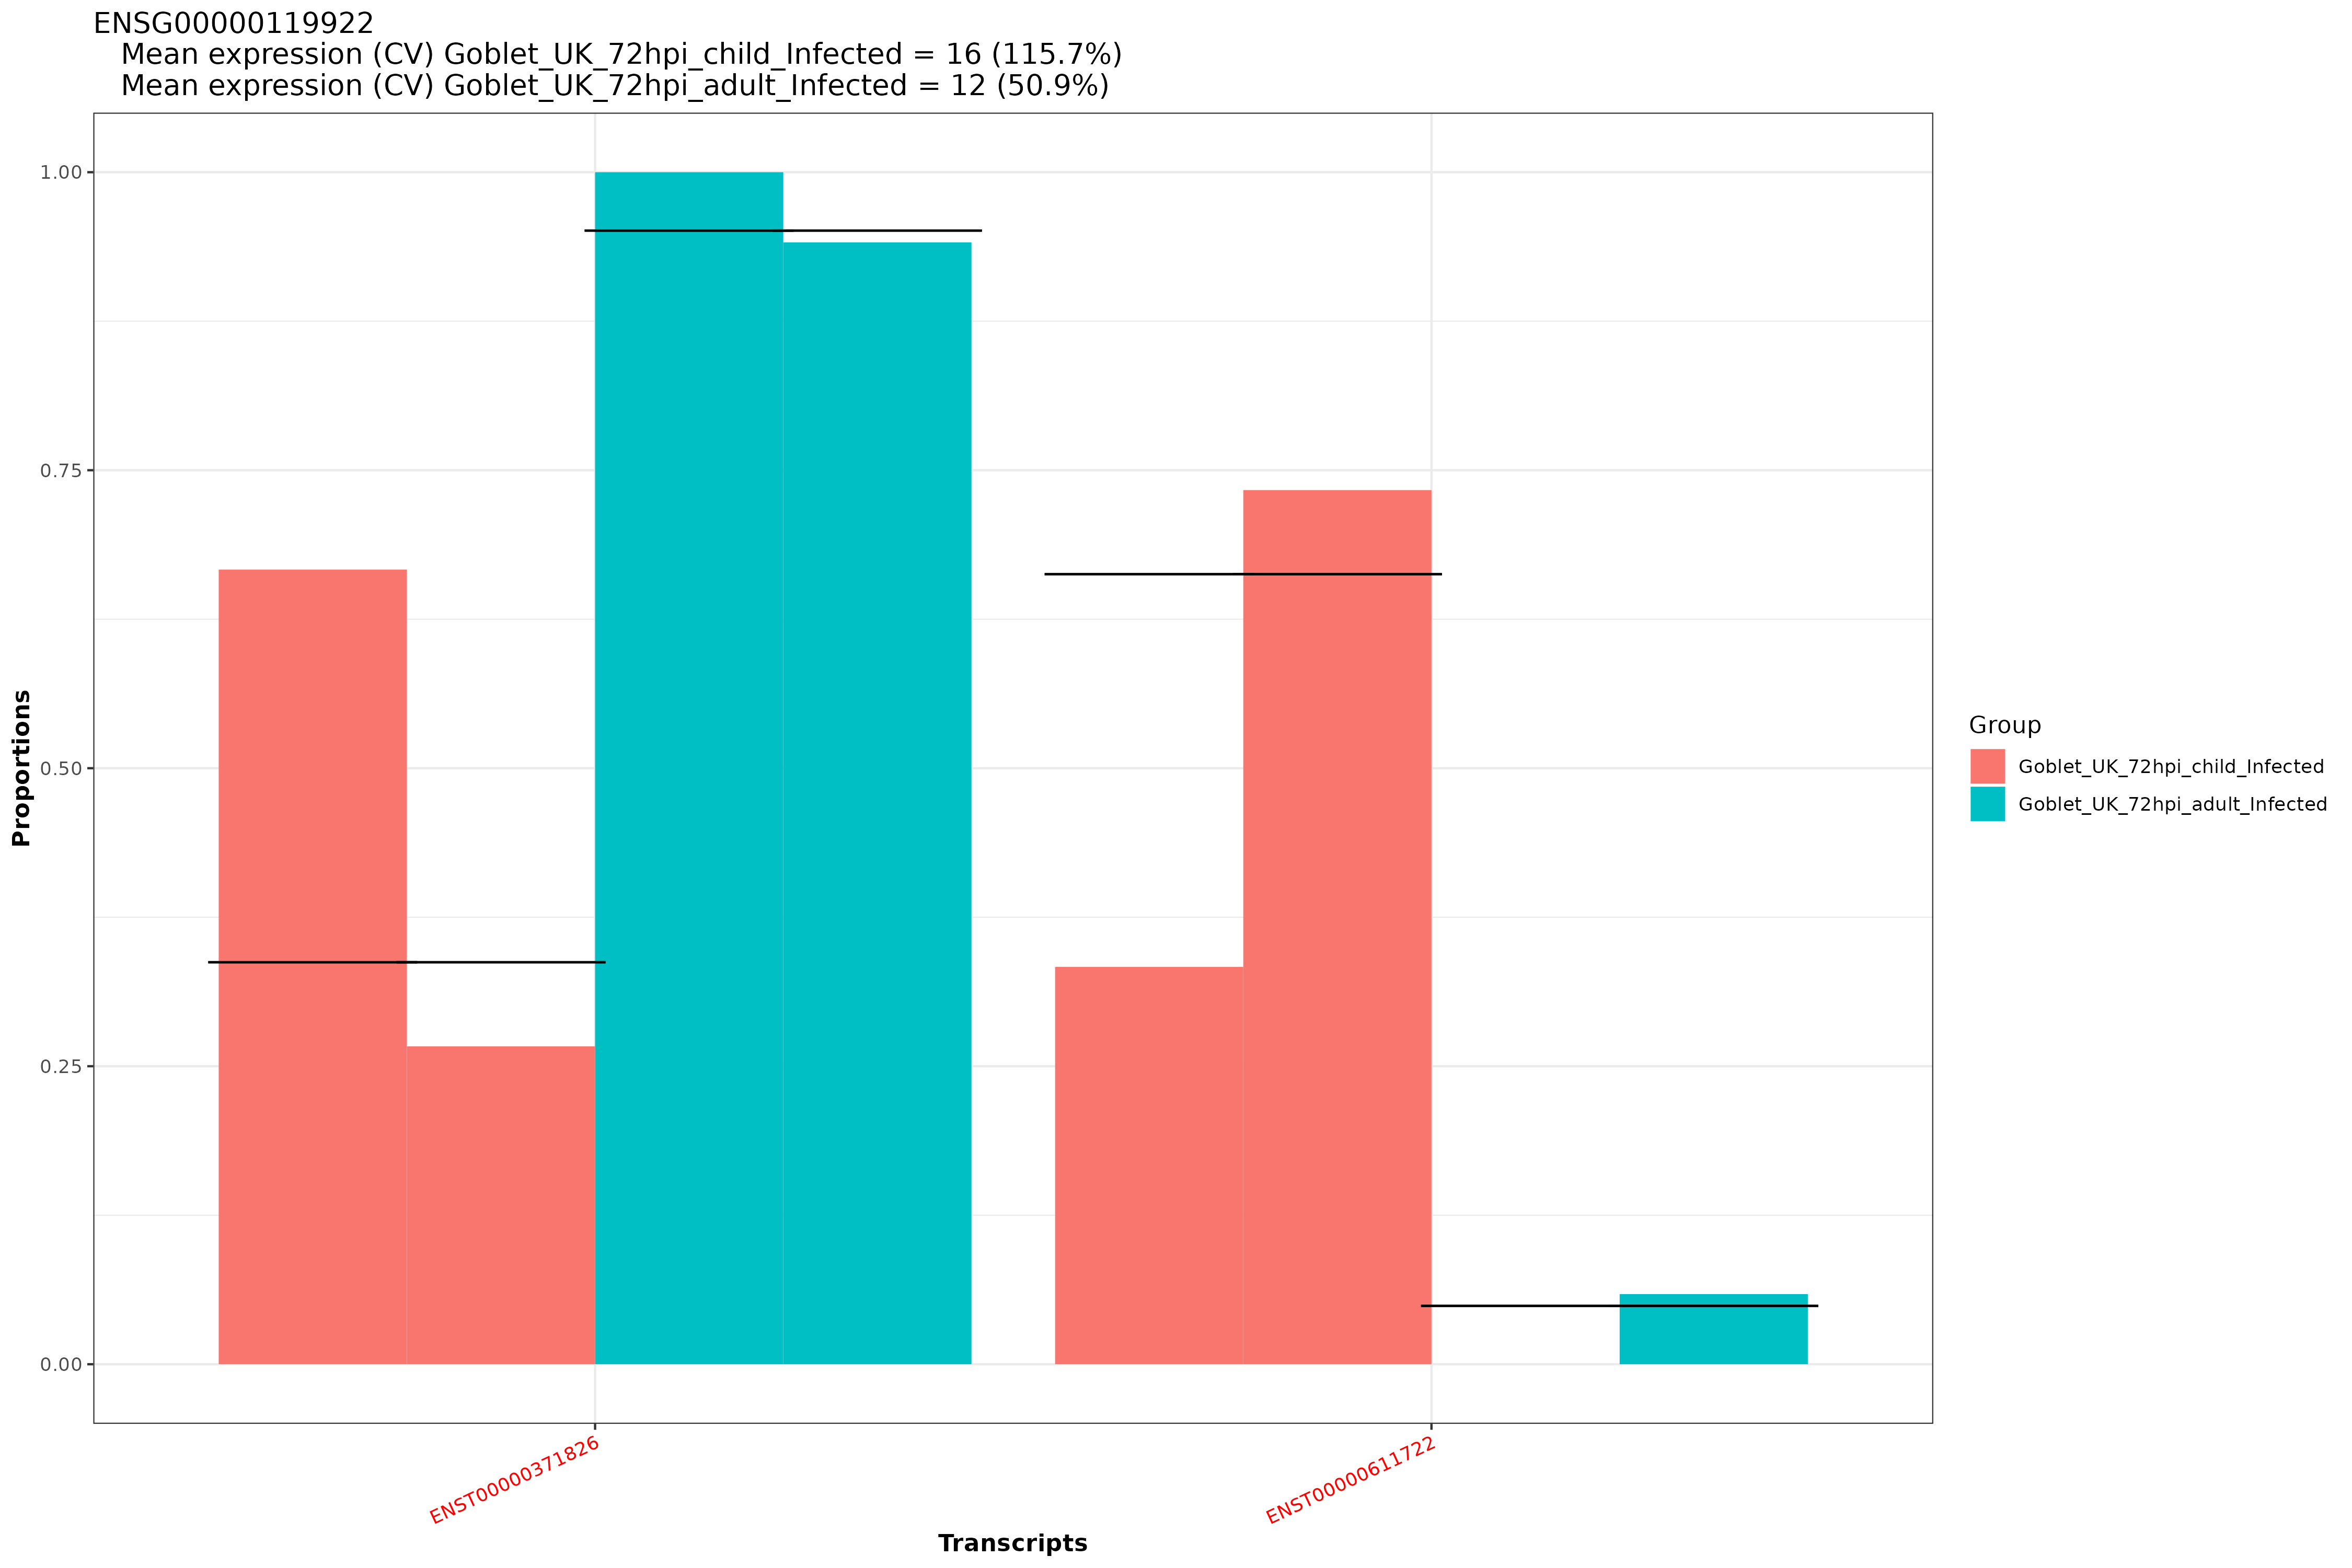 ENSG00000119922
Mean expression (CV) Goblet_UK_72hpi_child_Infected = 16 (115.7%)
Mean expression (CV) Goblet_UK_72hpi_adult_Infected = 12 (50.9%)
1.00
0.75
0.50
0.25
0.00
Proportions
ENST00000371826
ENST00000611722
Transcripts
Group
Goblet_UK_72hpi_child_Infected
Goblet_UK_72hpi_adult_Infected